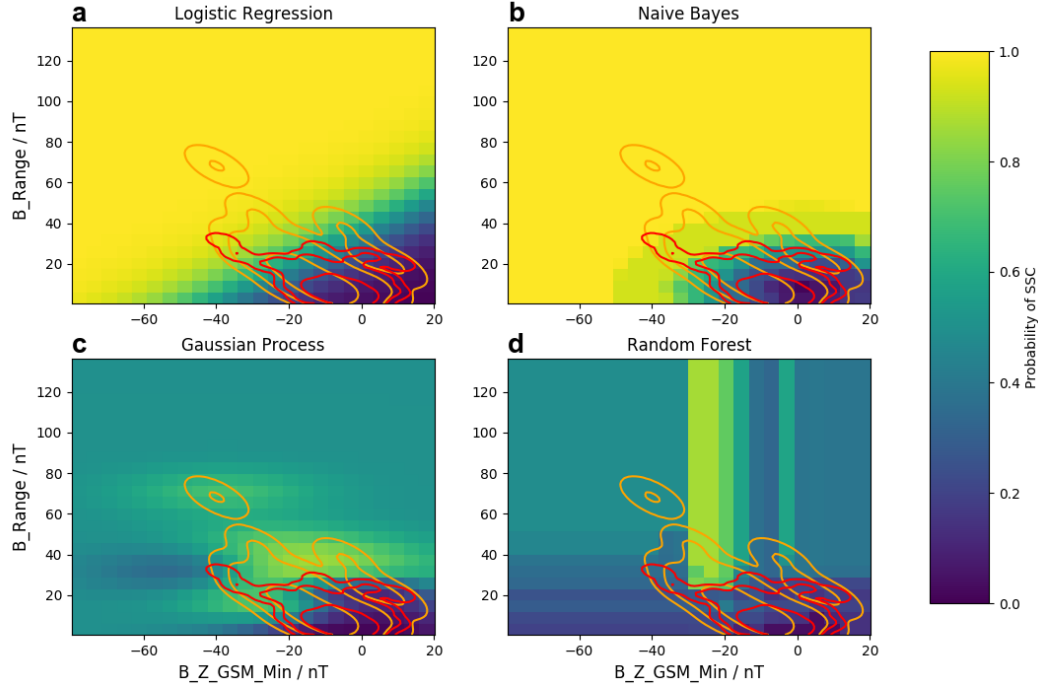 a Logistic Regression
b Naive Bayes
120
100
80
60
40
20
B_Range / nT
−60 −40 −20 0 20
120
100
80
60
40
20
−60 −40 −20 0 20
c Gaussian Process
d Random Forest
120
100
80
60
40
20
B_Range / nT
−60 −40 −20 0 20
B_Z_GSM_Min / nT
120
100
80
60
40
20
−60 −40 −20 0 20
B_Z_GSM_Min / nT
1.0
0.8
0.6
0.4
0.2
0.0
Probability of SSC